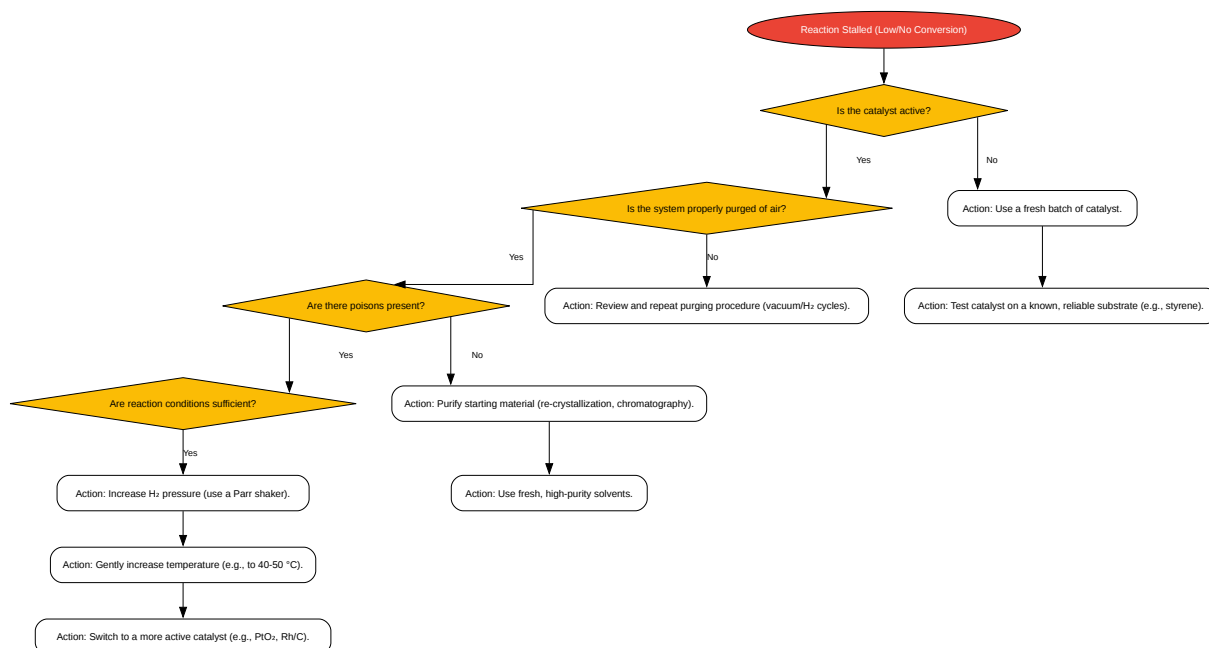 Reaction Stalled (Low/No Conversion)
Is the catalyst active?
Yes
No
Is the system properly purged of air?
Action: Use a fresh batch of catalyst.
Yes
No
Are there poisons present?
Action: Review and repeat purging procedure (vacuum/H₂ cycles).
Action: Test catalyst on a known, reliable substrate (e.g., styrene).
Yes
No
Are reaction conditions sufficient?
Action: Purify starting material (re-crystallization, chromatography).
Yes
Action: Increase H₂ pressure (use a Parr shaker).
Action: Use fresh, high-purity solvents.
Action: Gently increase temperature (e.g., to 40-50 °C).
Action: Switch to a more active catalyst (e.g., PtO₂, Rh/C).